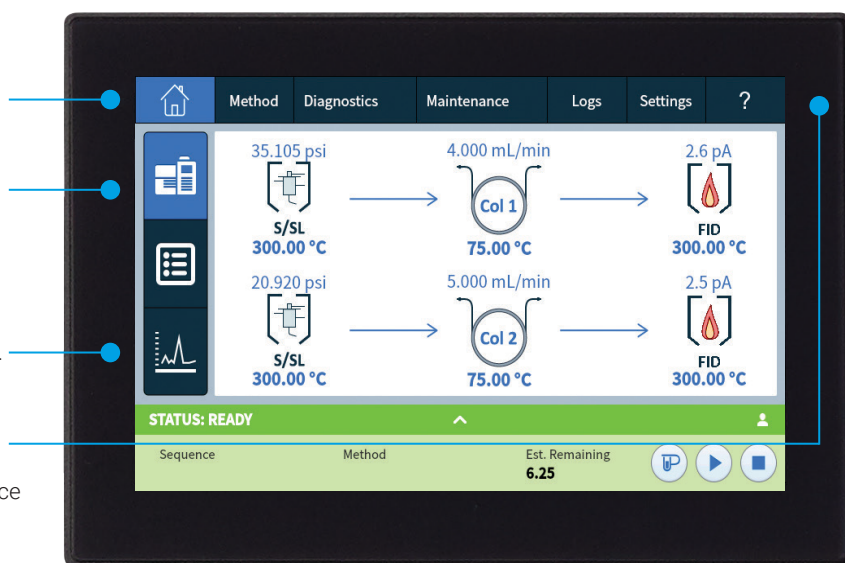 Method Diagnostics Maintenance Logs Settings ?
35.105 psi 4.000 mL/min 2.6 pA
Col 1
S/SL FID
300.00 °C 75.00 °C 300.00 °C
20.920 psi 5.000 mL/min 2.5 pA
Col 2
S/SL FID
300.00 °C 75.00 °C 300.00 °C
STATUS: READY
Sequence Method Est. Remaining
6.25